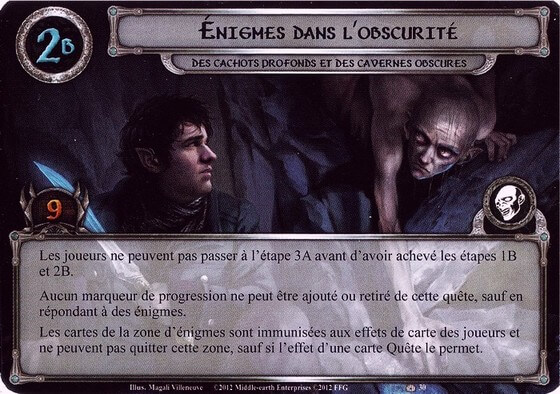 2B
ÉNIGMES DANS L'OBSCURITÉ
DES CACHOTS PROFONDS ET DES CAVERNES OBSCURES
9
Les joueurs ne peuvent pas passer à l'étape 3A avant d'avoir achevé les étapes 1B
et 2B.
Aucun marqueur de progression ne peut être ajouté ou retiré de cette quête, sauf en
répondant à des énigmes.
Les cartes de la zone d'énigmes sont immunisées aux effets de carte des joueurs et
ne peuvent pas quitter cette zone, sauf si l'effet d'une carte Quête le permet.
Illus. Magali Villeneuve ©2012 Middle-earth Enterprises ©2012 FFG 30